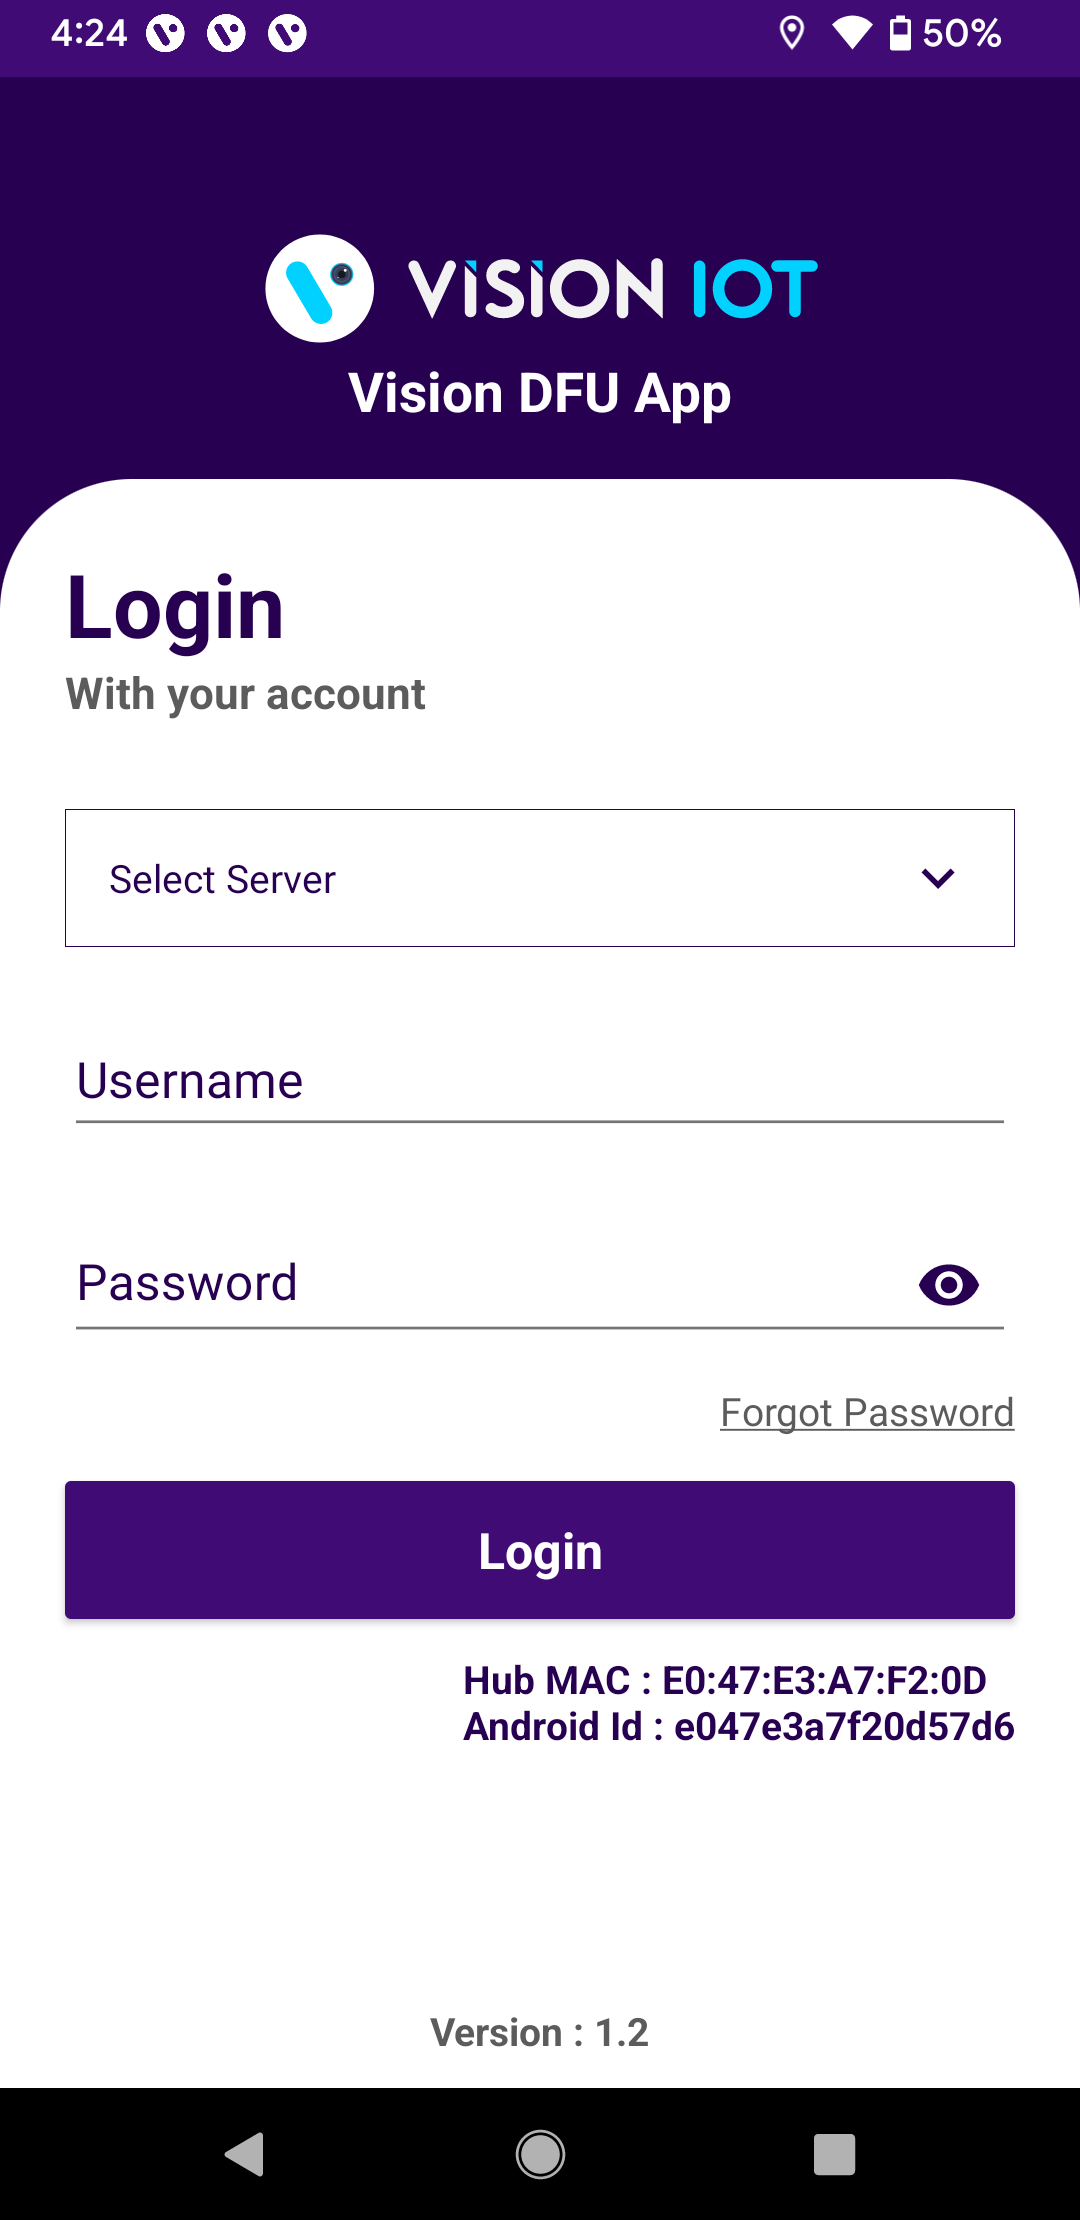 4:24 50%
VISION IOT
Vision DFU App
Login
With your account
Select Server
Username
Password
Forgot Password
Login
Hub MAC : E0:47:E3:A7:F2:0D
Android Id : e047e3a7f20d57d6
Version : 1.2